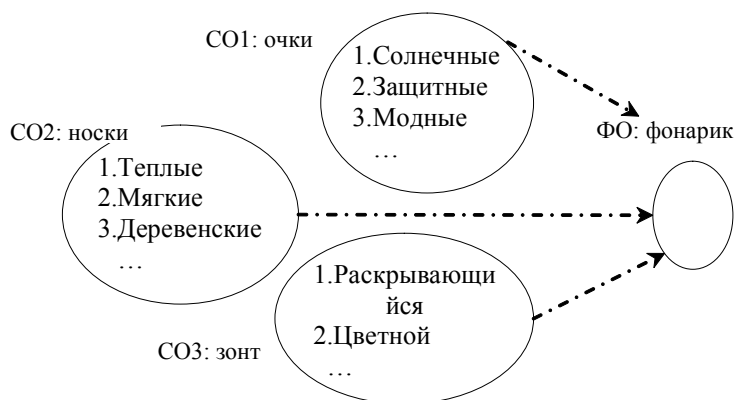 СО1: очки
1.Солнечные
2.Защитные
3.Модные
…
СО2: носки
1.Теплые
2.Мягкие
3.Деревенские
…
ФО: фонарик
1.Раскрывающи
йся
2.Цветной
…
СО3: зонт